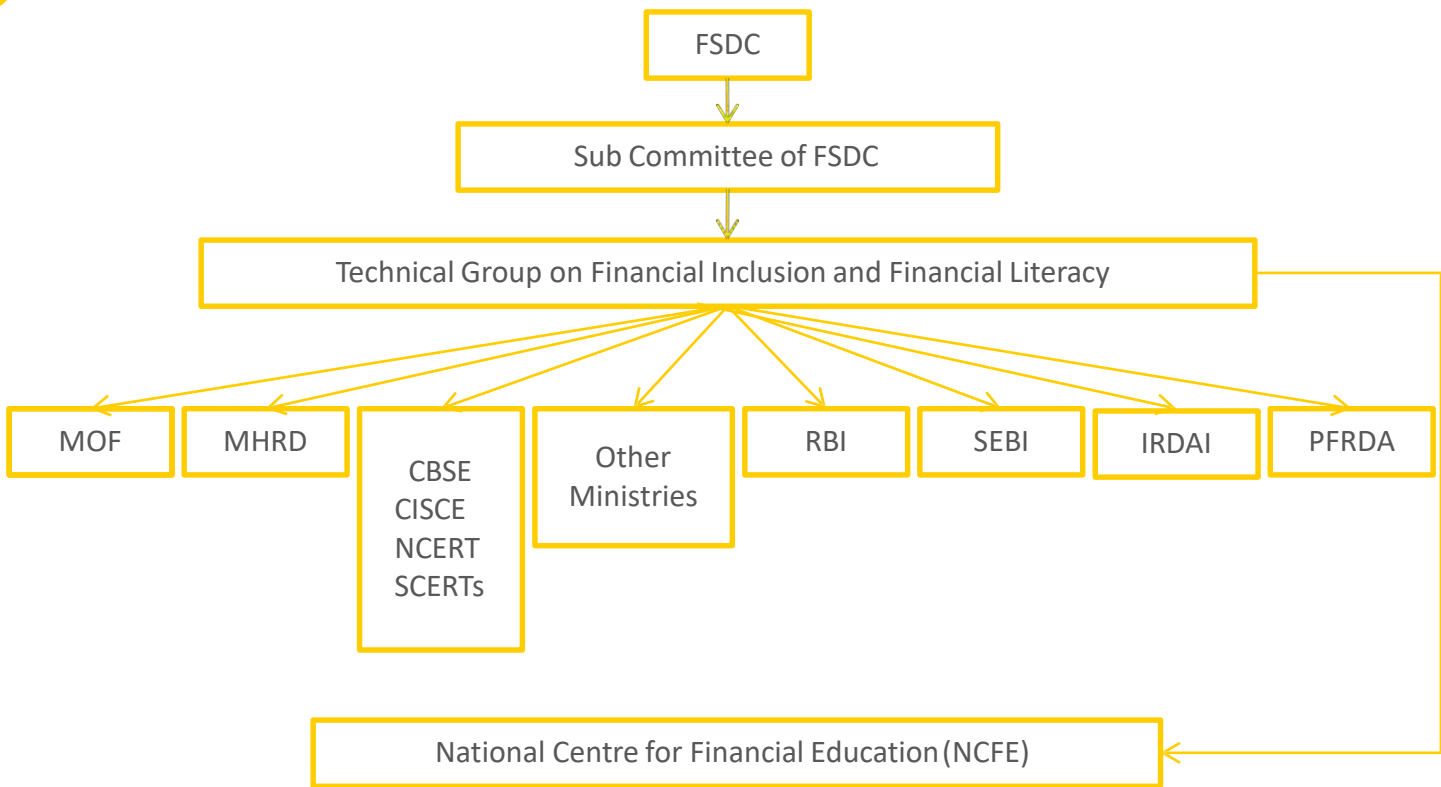 FSDC
Sub Committee of FSDC
Technical Group on Financial Inclusion and Financial Literacy
MOF
MHRD
CBSE
CISCE
NCERT
SCERTs
Other
Ministries
RBI
SEBI
IRDAI
PFRDA
National Centre for Financial Education (NCFE)